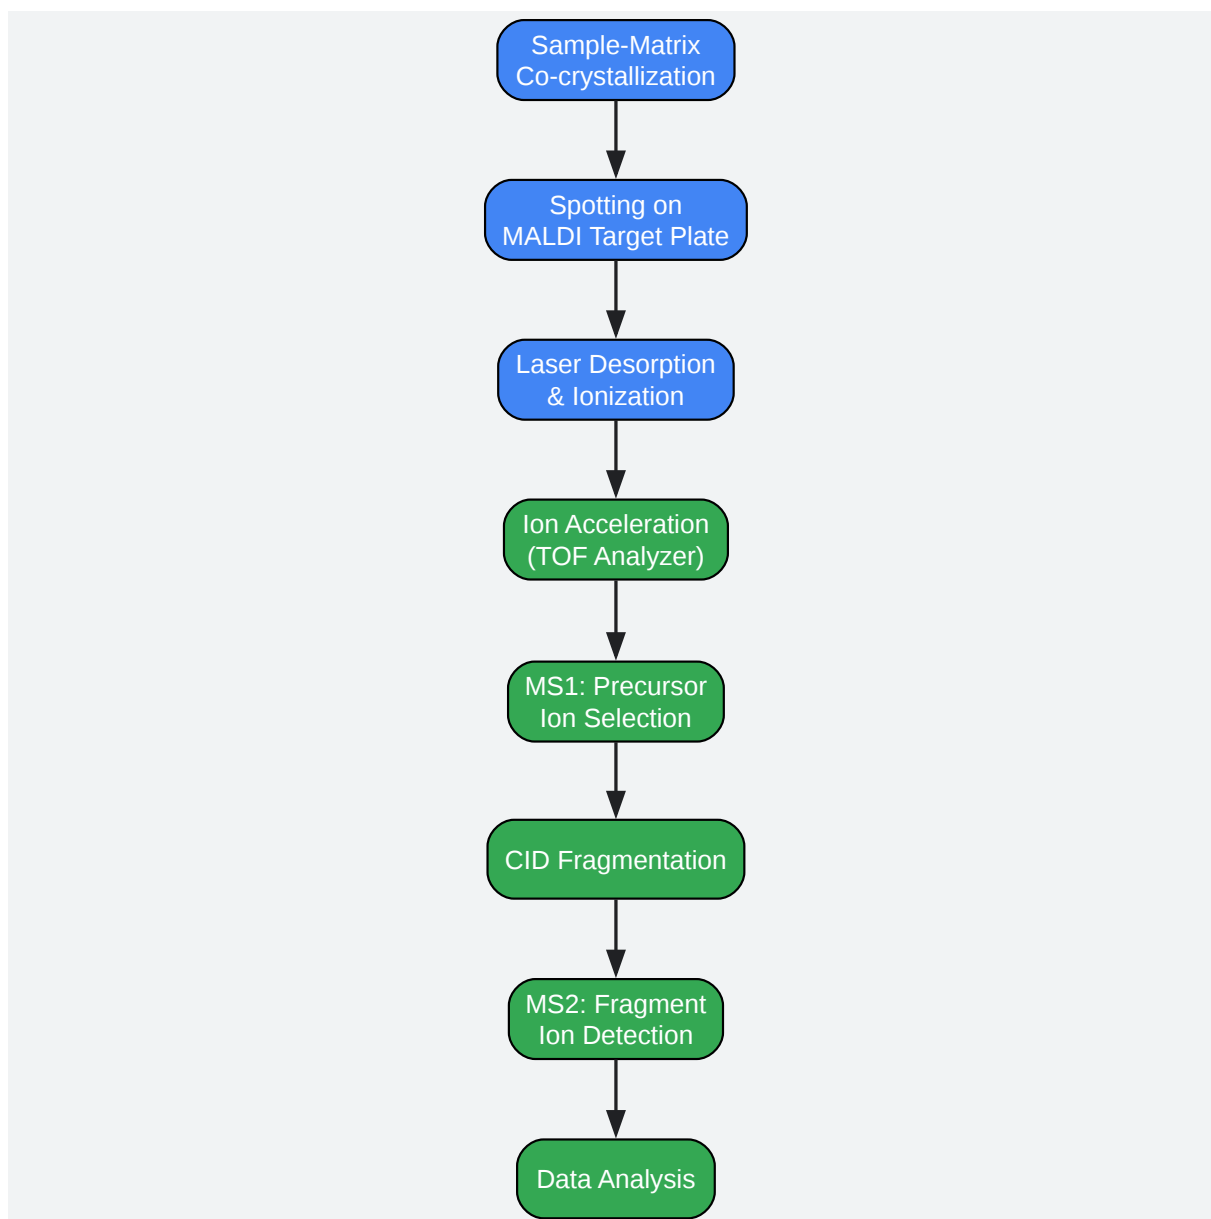 Sample-Matrix
Co-crystallization
Spotting on
MALDI Target Plate
Laser Desorption
& Ionization
Ion Acceleration
(TOF Analyzer)
MS1: Precursor
Ion Selection
CID Fragmentation
MS2: Fragment
Ion Detection
Data Analysis